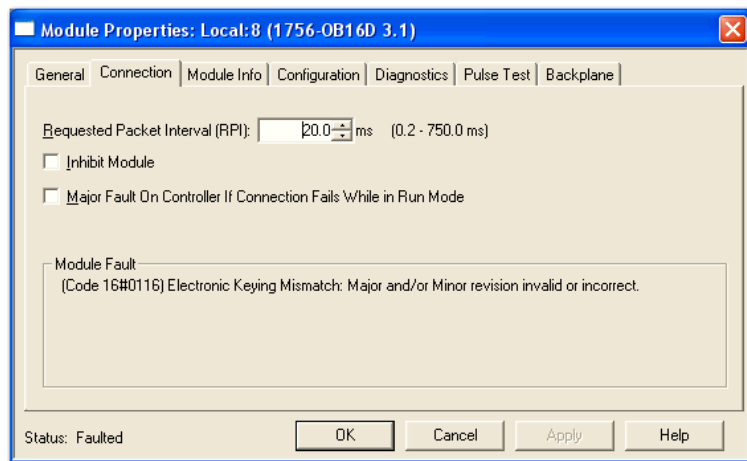 Module Properties: Local:8 (1756-OB16D 3.1)
General Connection Module Info Configuration Diagnostics Pulse Test Backplane
Requested Packet Interval (RPI): 20.0 ms (0.2 - 750.0 ms)
Inhibit Module
Major Fault On Controller If Connection Fails While in Run Mode
Module Fault
(Code 16#0116) Electronic Keying Mismatch: Major and/or Minor revision invalid or incorrect.
Status: Faulted OK Cancel Apply Help